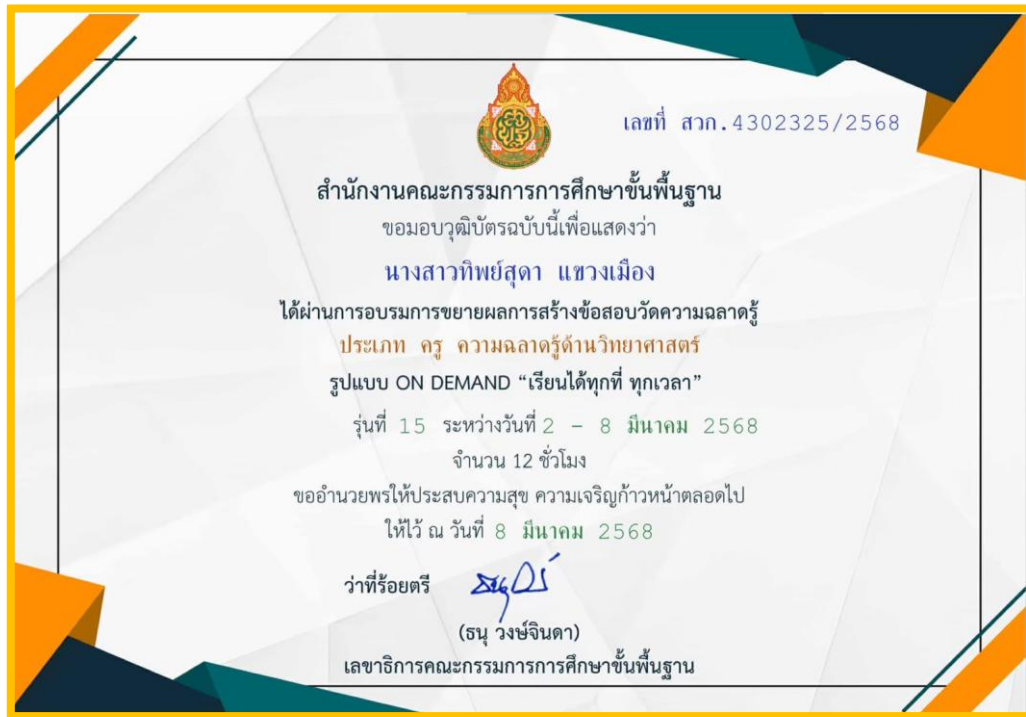 เลขที่ สวก.4302325/2568
สำนักงานคณะกรรมการการศึกษาขั้นพื้นฐาน
ขอมอบวุฒิบัตรฉบับนี้เพื่อแสดงว่า
นางสาวทิพย์สุดา แขวงเมือง
ได้ผ่านการอบรมการขยายผลการสร้างข้อสอบวัดความฉลาดรู้
ประเภท ครู ความฉลาดรู้ด้านวิทยาศาสตร์
รูปแบบ ON DEMAND “เรียนได้ทุกที่ ทุกเวลา”
รุ่นที่ 15 ระหว่างวันที่ 2 - 8 มีนาคม 2568
จำนวน 12 ชั่วโมง
ขออำนวยพรให้ประสบความสุข ความเจริญก้าวหน้าตลอดไป
ให้ไว้ ณ วันที่ 8 มีนาคม 2568
ว่าที่ร้อยตรี
(ธนุ วงษ์จินดา)
เลขาธิการคณะกรรมการการศึกษาขั้นพื้นฐาน